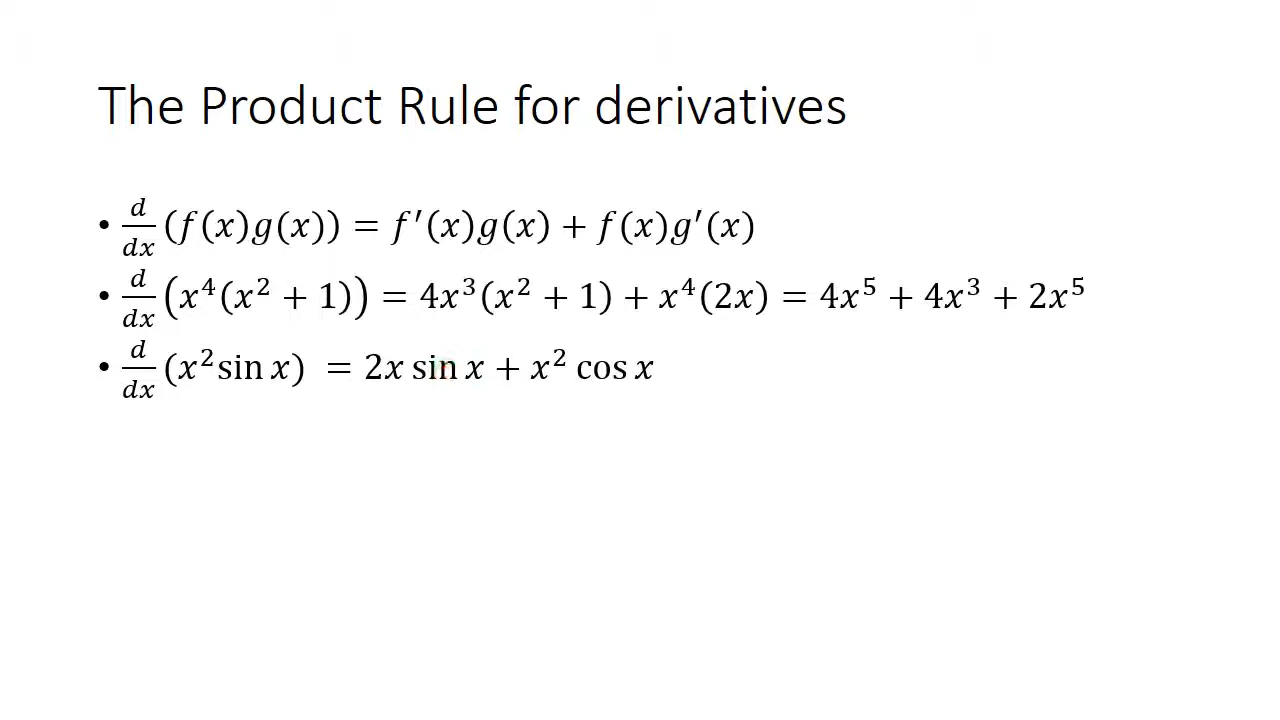 The Product Rule for derivatives
• d/dx (f(x)g(x)) = f′(x)g(x) + f(x)g′(x)
• d/dx (x⁴(x² + 1)) = 4x³(x² + 1) + x⁴(2x) = 4x⁵ + 4x³ + 2x⁵
• d/dx (x² sin x) = 2x sin x + x² cos x